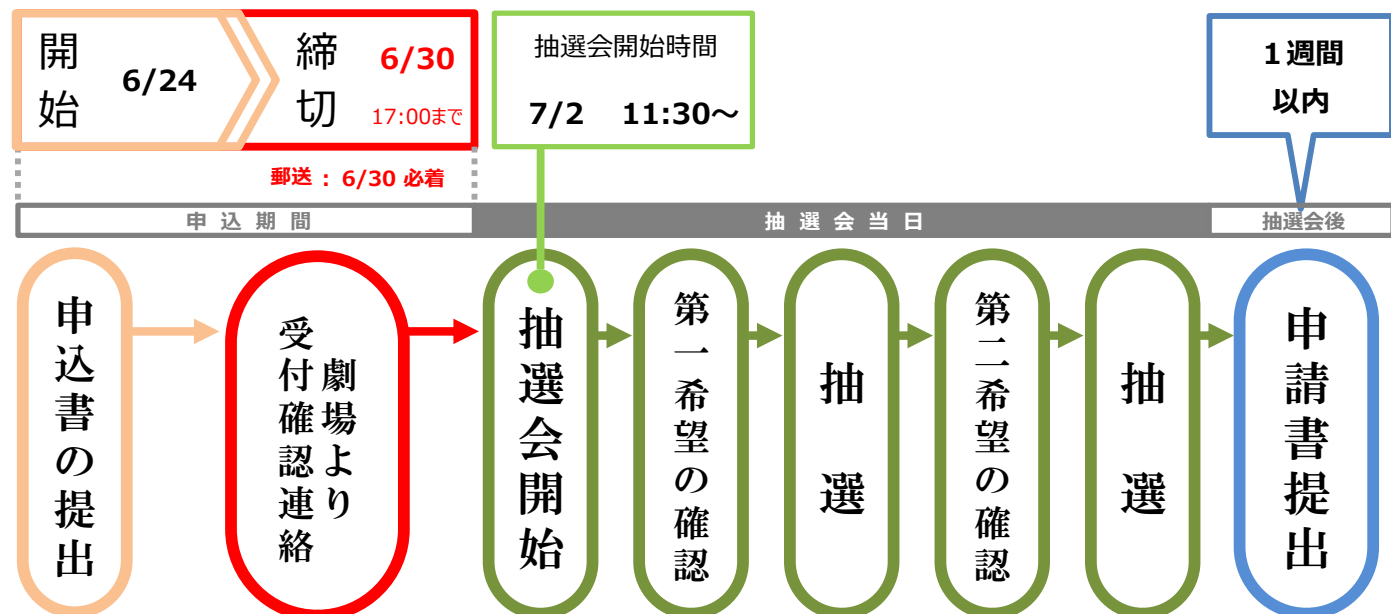 開始
6/24
締切
6/30
17:00まで
郵送：6/30 必着
抽選会開始時間
7/2 11:30～
１週間
以内
申込期間
抽選会当日
抽選会後
申込書の提出
劇場より
受付確認連絡
抽選会開始
第一希望の確認
抽選
第二希望の確認
抽選
申請書提出